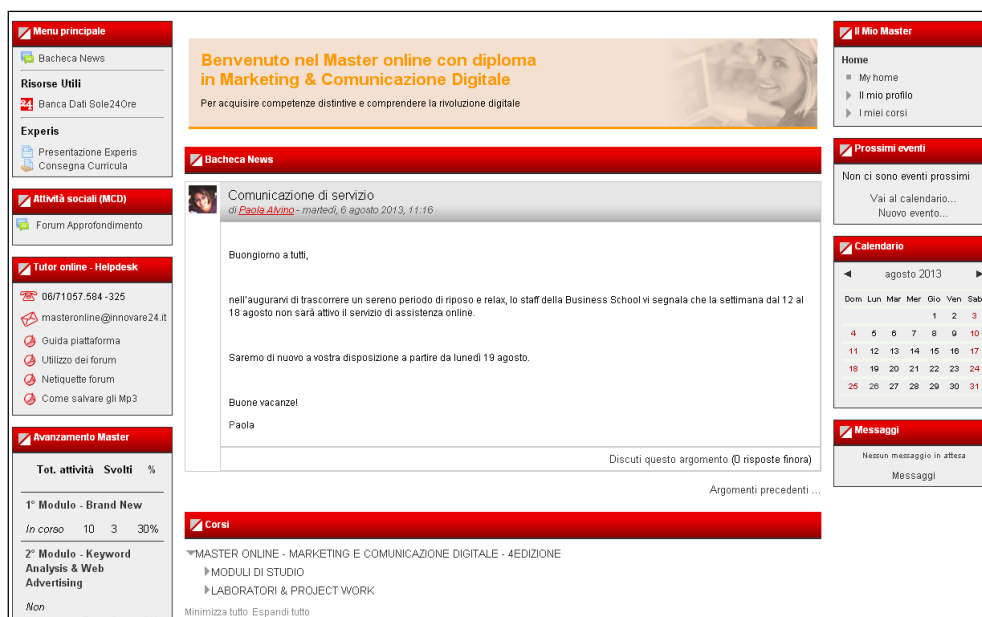 Menu principale
Bacheca News
Risorse Utili
24 Banca Dati Sole24Ore
Experis
Presentazione Experis
Consegna Curricula
Attività sociali (MCD)
Forum Approfondimento
Tutor online - Helpdesk
06/71057.584 -325
masteronline@innovare24.it
Guida piattaforma
Utilizzo dei forum
Netiquette forum
Come salvare gli Mp3
Avanzamento Master
Tot. attività Svolti %
1° Modulo - Brand New
In corso 10 3 30%
2° Modulo - Keyword
Analysis & Web
Advertising
Non
Benvenuto nel Master online con diploma
in Marketing & Comunicazione Digitale
Per acquisire competenze distintive e comprendere la rivoluzione digitale
Bacheca News
Comunicazione di servizio
di Paola Alvino - martedì, 6 agosto 2013, 11:16
Buongiorno a tutti,
nell'augurarvi di trascorrere un sereno periodo di riposo e relax, lo staff della Business School vi segnala che la settimana dal 12 al
18 agosto non sarà attivo il servizio di assistenza online.
Saremo di nuovo a vostra disposizione a partire da lunedì 19 agosto.
Buone vacanze!
Paola
Discuti questo argomento (0 risposte finora)
Argomenti precedenti ...
Corsi
MASTER ONLINE - MARKETING E COMUNICAZIONE DIGITALE - 4EDIZIONE
MODULI DI STUDIO
LABORATORI & PROJECT WORK
Minimizza tutto Espandi tutto
Il Mio Master
Home
My home
Il mio profilo
I miei corsi
Prossimi eventi
Non ci sono eventi prossimi
Vai al calendario...
Nuovo evento...
Calendario
agosto 2013
Dom Lun Mar Mer Gio Ven Sab
1 2 3
4 5 6 7 8 9 10
11 12 13 14 15 16 17
18 19 20 21 22 23 24
25 26 27 28 29 30 31
Messaggi
Nessun messaggio in attesa
Messaggi